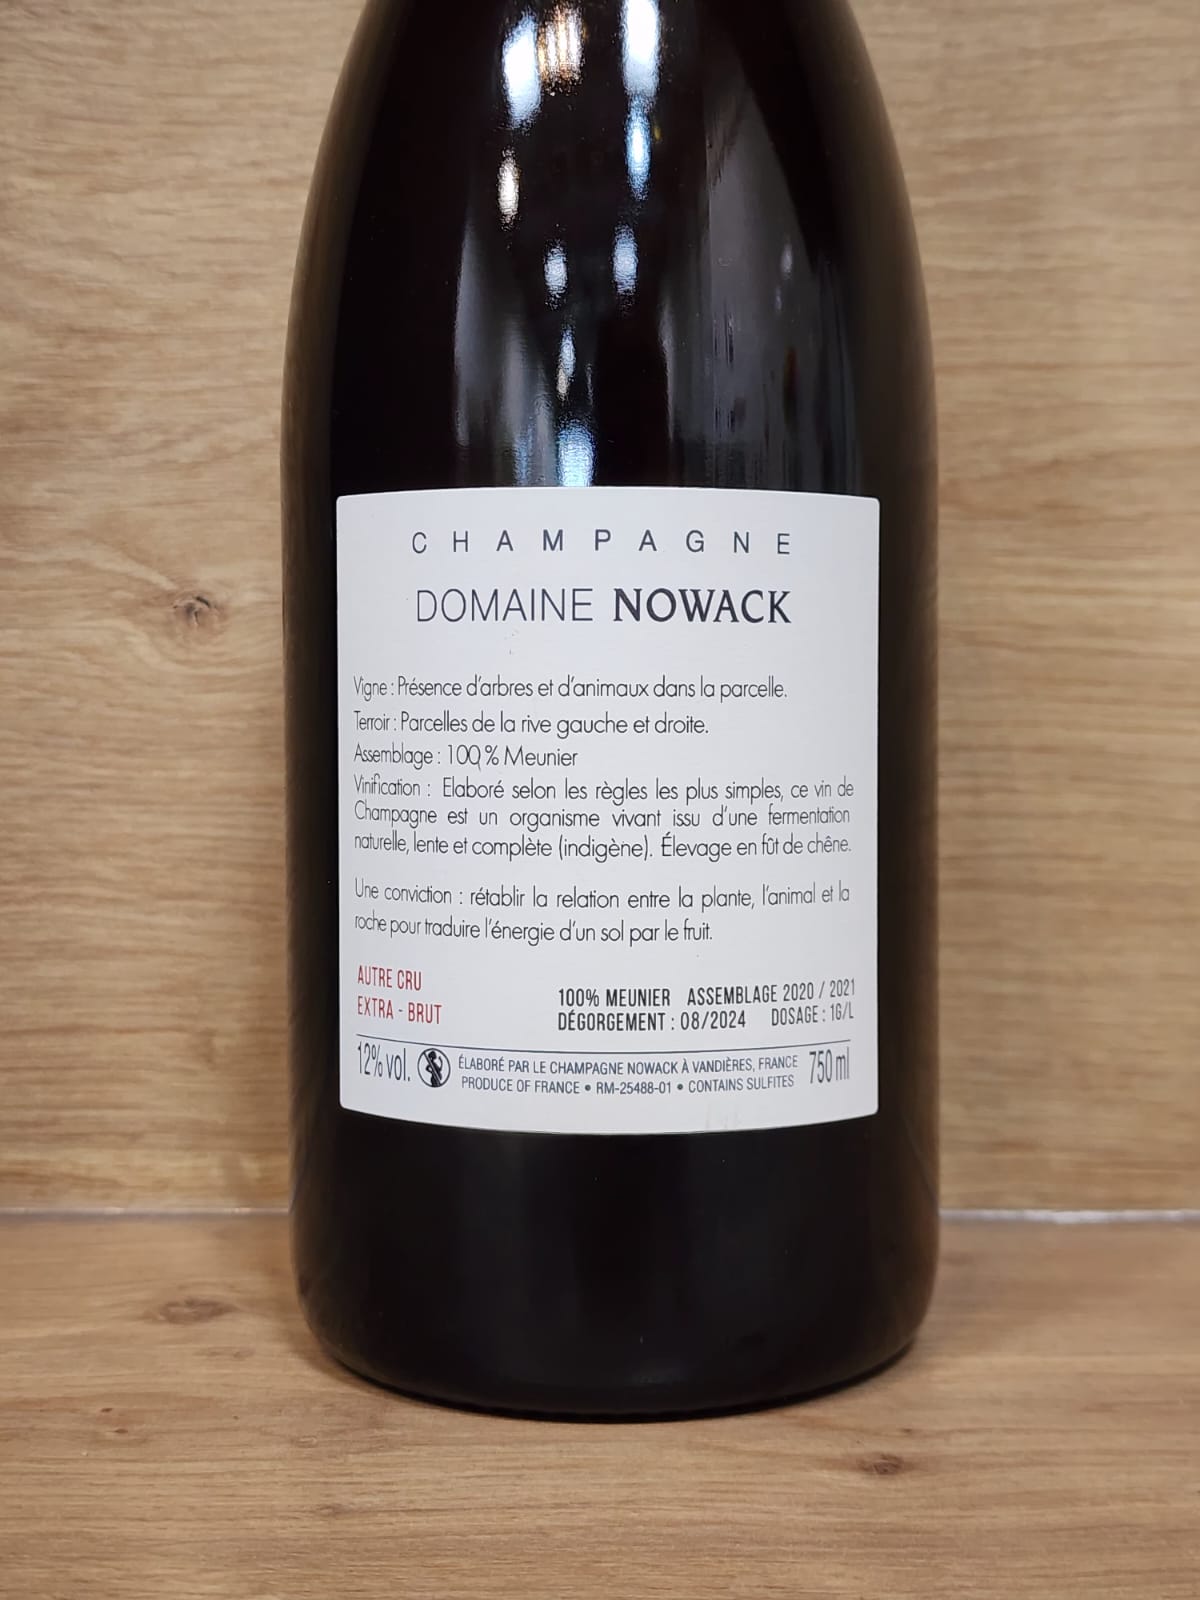 CHAMPAGNE
DOMAINE NOWACK
Vigne : Présence d'arbres et d'animaux dans la parcelle.
Terroir : Parcelles de la rive gauche et droite.
Assemblage : 100 % Meunier
Vinification : Elaboré selon les règles les plus simples, ce vin de
Champagne est un organisme vivant issu d'une fermentation
naturelle, lente et complète (indigène). Élevage en fût de chêne.
Une conviction : rétablir la relation entre la plante, l'animal et la
roche pour traduire l'énergie d'un sol par le fruit.
AUTRE CRU
EXTRA - BRUT
100% MEUNIER ASSEMBLAGE 2020 / 2021
DÉGORGEMENT : 08/2024 DOSAGE : 1G/L
12% vol.
ÉLABORÉ PAR LE CHAMPAGNE NOWACK À VANDIÈRES, FRANCE
PRODUCE OF FRANCE • RM-25488-01 • CONTAINS SULFITES
750 ml